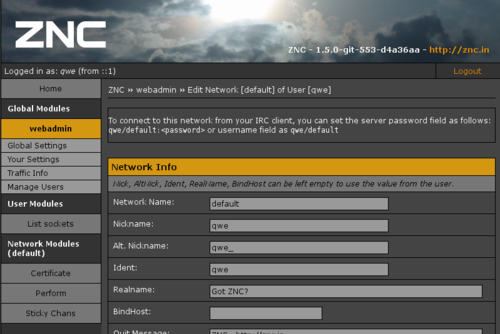 ZNC
ZNC - 1.5.0-git-553-d4a36aa - http://znc.in
Logged in as: qwe (from ::1)
Logout
Home
Global Modules
webadmin
Global Settings
Your Settings
Traffic Info
Manage Users
User Modules
List sockets
Network Modules
(default)
Certificate
Perform
Sticky Chans
ZNC » webadmin » Edit Network [default] of User [qwe]
To connect to this network from your IRC client, you can set the server password field as follows:
qwe/default:<password> or username field as qwe/default
Network Info
Nick, AltNick, Ident, RealName, BindHost can be left empty to use the value from the user.
Network Name:
default
Nickname:
qwe
Alt. Nickname:
qwe_
Ident:
qwe
Realname:
Got ZNC?
BindHost:
Quit Message:
ZNC - http://znc.in